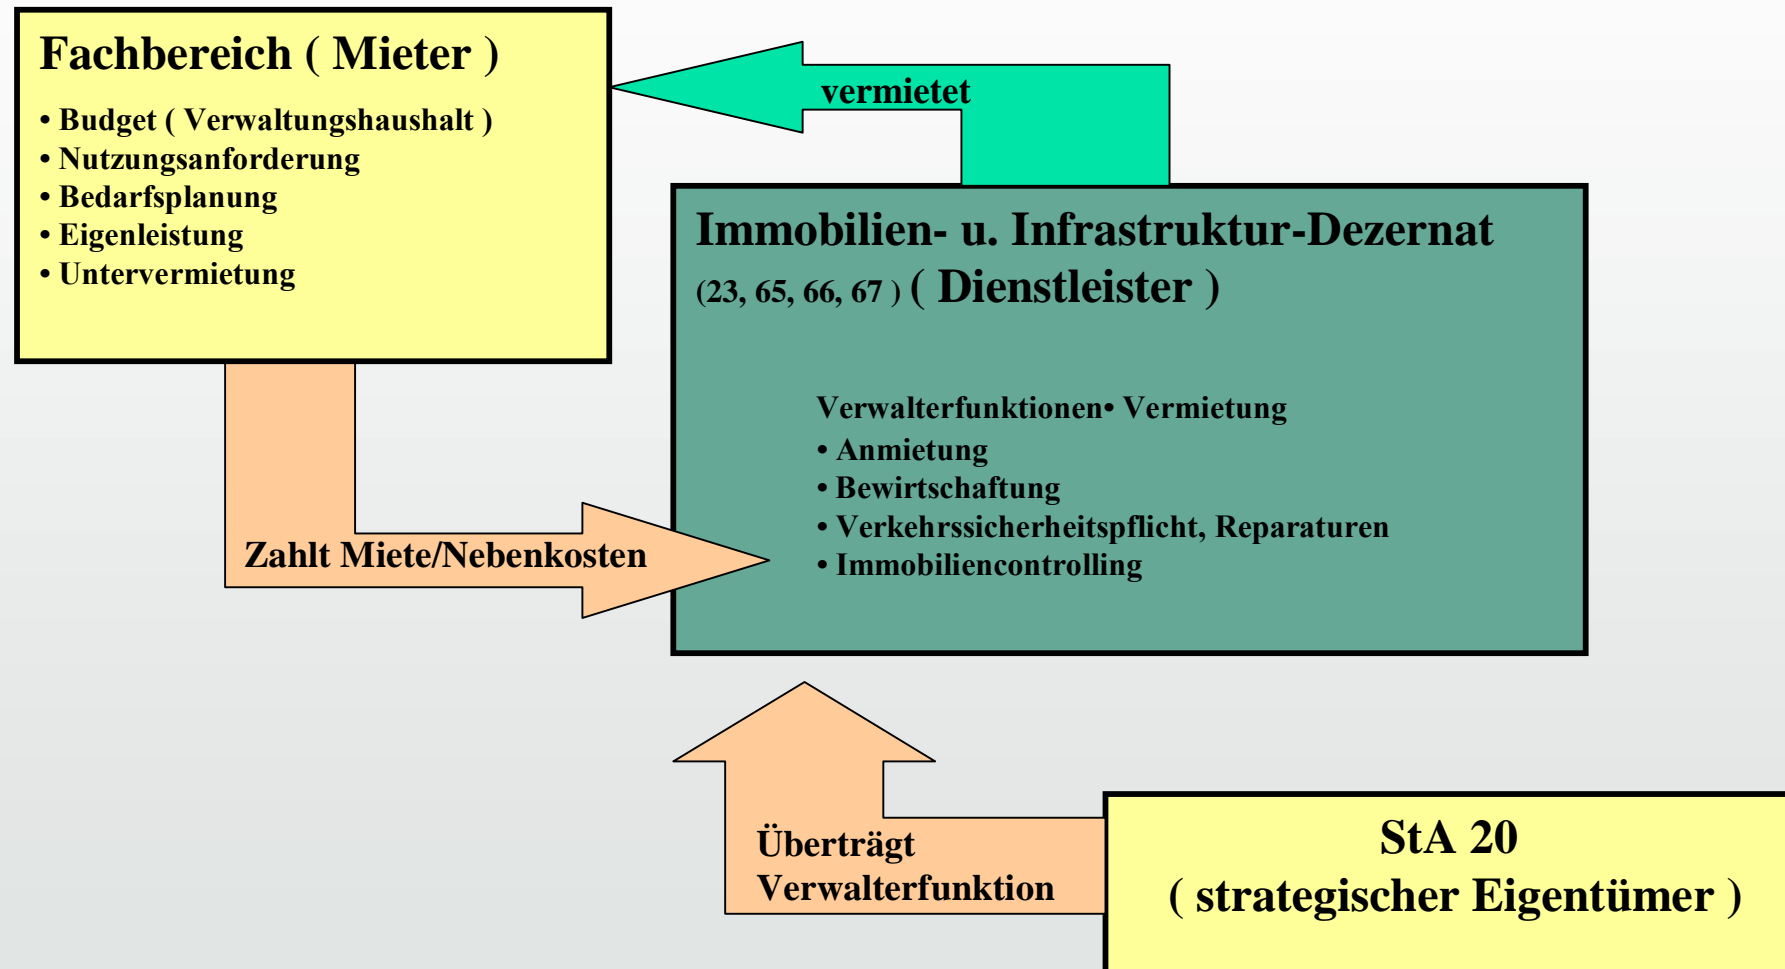 Fachbereich ( Mieter )
• Budget ( Verwaltungshaushalt )
• Nutzungsanforderung
• Bedarfsplanung
• Eigenleistung
• Untervermietung
vermietet
Immobilien- u. Infrastruktur-Dezernat
(23, 65, 66, 67 ) ( Dienstleister )
Verwalterfunktionen• Vermietung
• Anmietung
• Bewirtschaftung
• Verkehrssicherheitspflicht, Reparaturen
• Immobiliencontrolling
Zahlt Miete/Nebenkosten
Überträgt
Verwalterfunktion
StA 20
( strategischer Eigentümer )